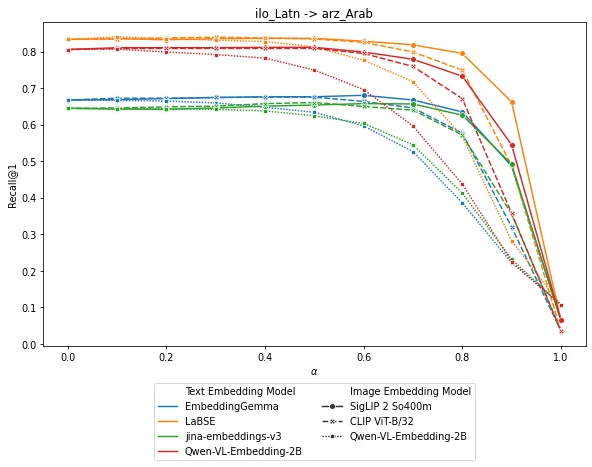 ilo_Latn -> arz_Arab
Recall@1
0.8
0.7
0.6
0.5
0.4
0.3
0.2
0.1
0.0
0.0 0.2 0.4 0.6 0.8 1.0
α
Text Embedding Model Image Embedding Model
EmbeddingGemma SigLIP 2 So400m
LaBSE CLIP ViT-B/32
jina-embeddings-v3 Qwen-VL-Embedding-2B
Qwen-VL-Embedding-2B